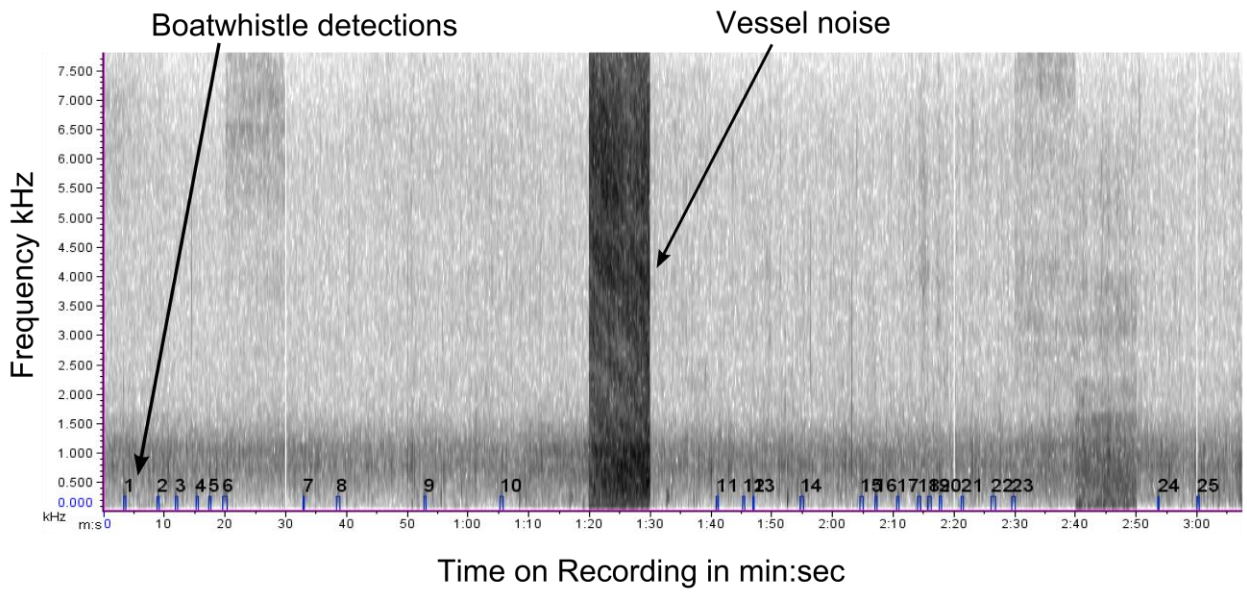 Boatwhistle detections
Vessel noise
Frequency kHz
7.500
7.000
6.500
6.000
5.500
5.000
4.500
4.000
3.500
3.000
2.500
2.000
1.500
1.000
0.500
0.000
kHz
1 2 3 4 5 6 7 8 9 10 11 12 13 14 15 16 17 18 19 20 21 22 23 24 25
m:s 0 10 20 30 40 50 1:00 1:10 1:20 1:30 1:40 1:50 2:00 2:10 2:20 2:30 2:40 2:50 3:00
Time on Recording in min:sec